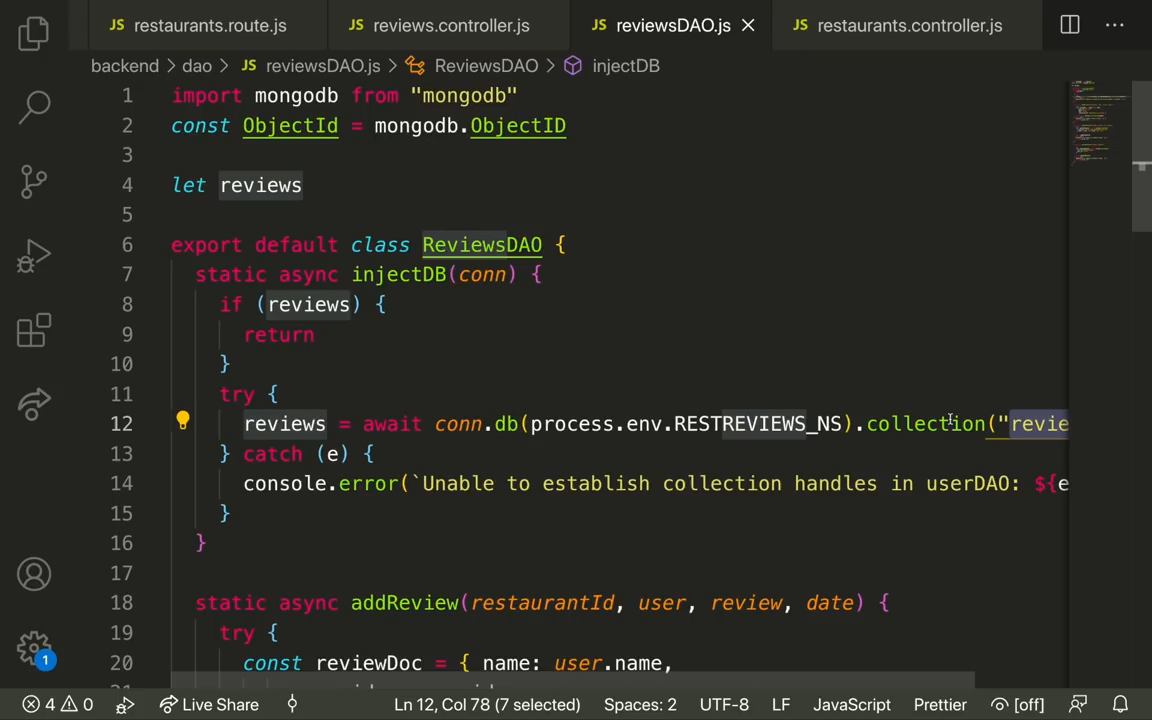 JS restaurants.route.js JS reviews.controller.js JS reviewsDAO.js JS restaurants.controller.js
backend > dao > JS reviewsDAO.js > ReviewsDAO > injectDB
1 import mongodb from "mongodb"
2 const ObjectId = mongodb.ObjectID
3
4 let reviews
5
6 export default class ReviewsDAO {
7 static async injectDB(conn) {
8 if (reviews) {
9 return
10 }
11 try {
12 reviews = await conn.db(process.env.RESTREVIEWS_NS).collection("revie
13 } catch (e) {
14 console.error(`Unable to establish collection handles in userDAO: ${e
15 }
16 }
17
18 static async addReview(restaurantId, user, review, date) {
19 try {
20 const reviewDoc = { name: user.name,
1
4 0 Live Share Ln 12, Col 78 (7 selected) Spaces: 2 UTF-8 LF JavaScript Prettier [off]